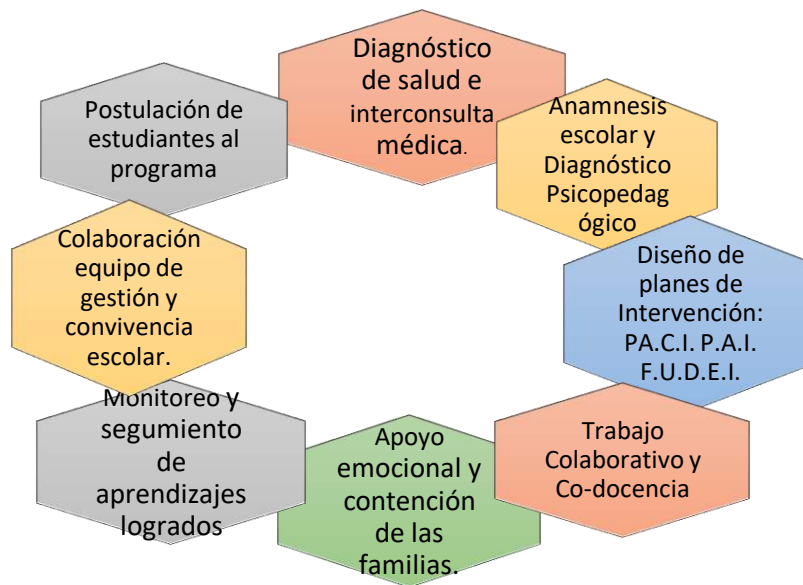 Diagnóstico
de salud e
interconsulta
médica.
Anamnesis
escolar y
Diagnóstico
Psicopedag
ógico
Diseño de
planes de
Intervención:
PA.C.I. P.A.I.
F.U.D.E.I.
Trabajo
Colaborativo y
Co-docencia
Apoyo
emocional y
contención
de las
familias.
Monitoreo y
segumiento
de
aprendizajes
logrados
Colaboración
equipo de
gestión y
convivencia
escolar.
Postulación de
estudiantes al
programa